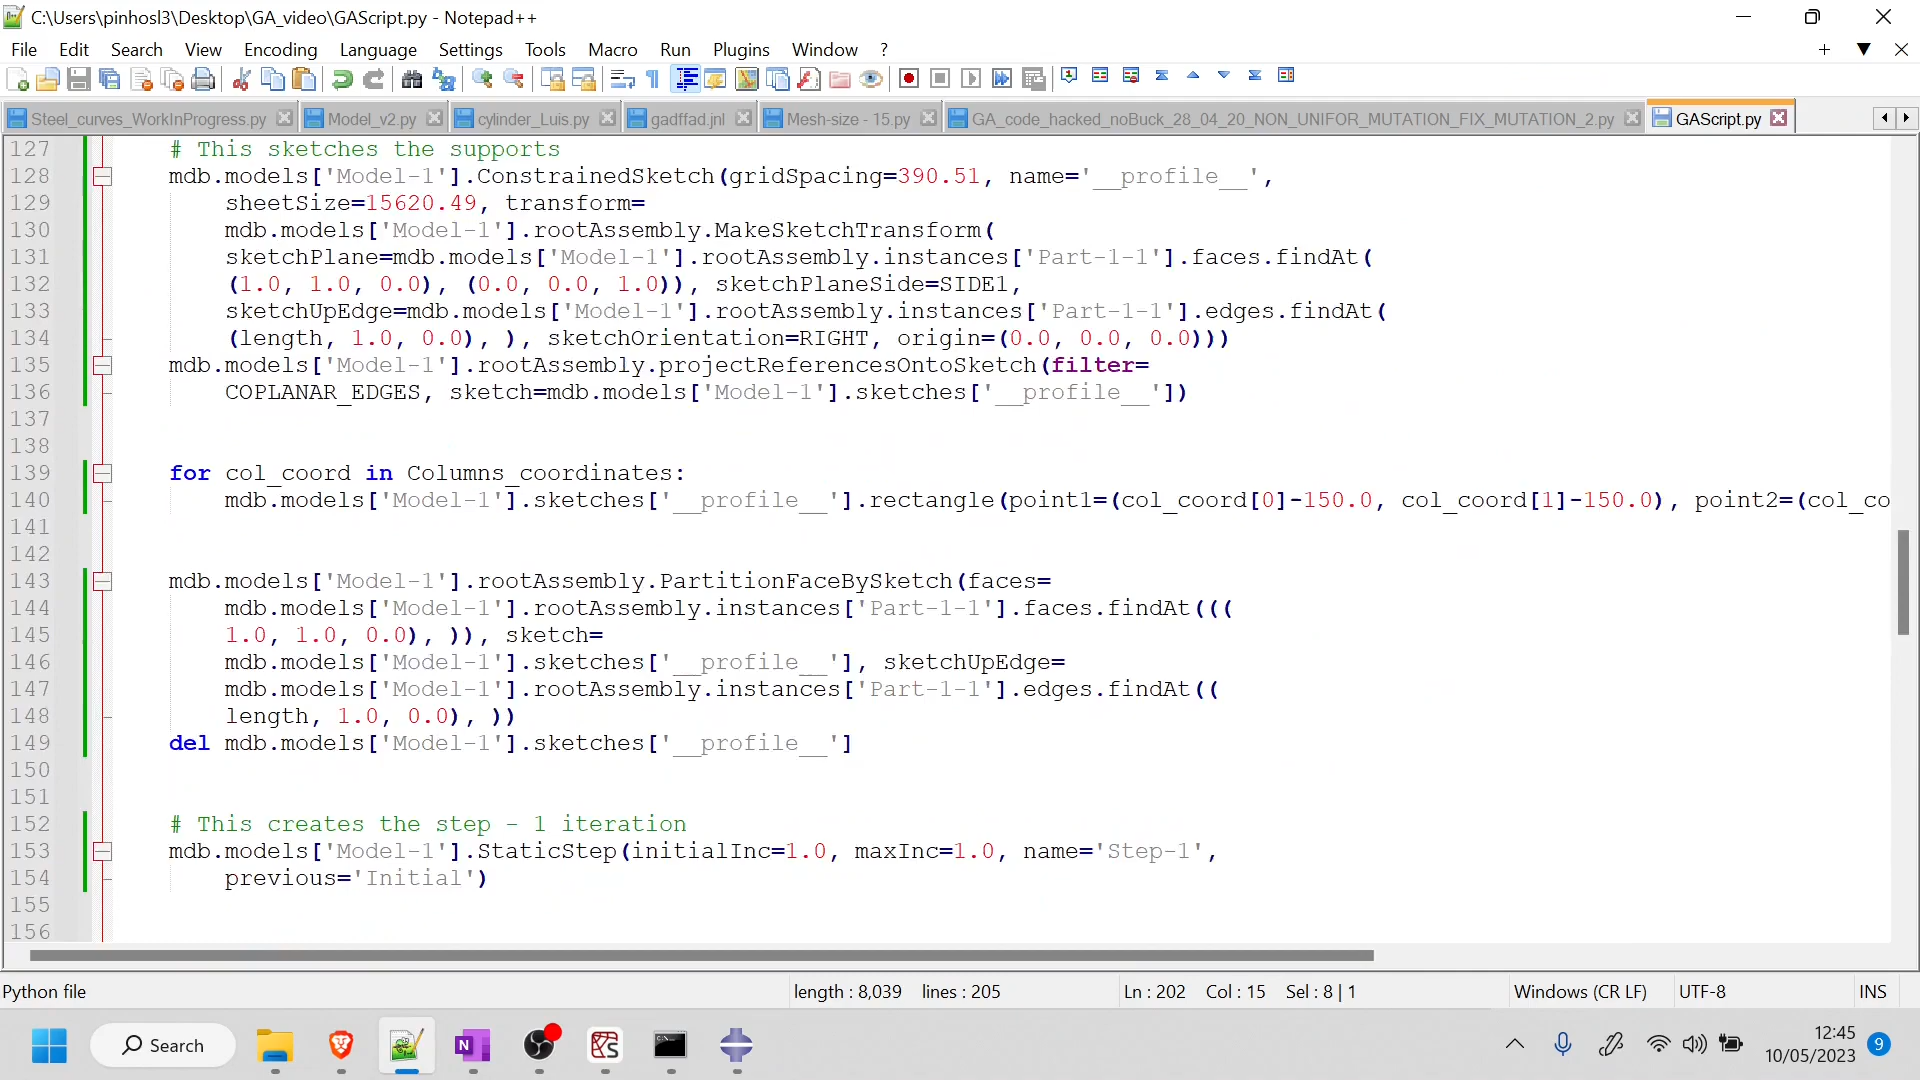 C:\Users\pinhosl3\Desktop\GA_video\GAScript.py - Notepad++
File Edit Search View Encoding Language Settings Tools Macro Run Plugins Window ?
Steel_curves_WorkInProgress.py Model_v2.py cylinder_Luis.py gadffad.jnl Mesh-size - 15.py GA_code_hacked_noBuck_28_04_20_NON_UNIFOR_MUTATION_FIX_MUTATION_2.py GAScript.py
127 # This sketches the supports
128 mdb.models['Model-1'].ConstrainedSketch(gridSpacing=390.51, name='__profile__',
129 sheetSize=15620.49, transform=
130 mdb.models['Model-1'].rootAssembly.MakeSketchTransform(
131 sketchPlane=mdb.models['Model-1'].rootAssembly.instances['Part-1-1'].faces.findAt(
132 (1.0, 1.0, 0.0), (0.0, 0.0, 1.0)), sketchPlaneSide=SIDE1,
133 sketchUpEdge=mdb.models['Model-1'].rootAssembly.instances['Part-1-1'].edges.findAt(
134 (length, 1.0, 0.0), ), sketchOrientation=RIGHT, origin=(0.0, 0.0, 0.0)))
135 mdb.models['Model-1'].rootAssembly.projectReferencesOntoSketch(filter=
136 COPLANAR_EDGES, sketch=mdb.models['Model-1'].sketches['__profile__'])
137
138
139 for col_coord in Columns_coordinates:
140 mdb.models['Model-1'].sketches['__profile__'].rectangle(point1=(col_coord[0]-150.0, col_coord[1]-150.0), point2=(col_co
141
142
143 mdb.models['Model-1'].rootAssembly.PartitionFaceBySketch(faces=
144 mdb.models['Model-1'].rootAssembly.instances['Part-1-1'].faces.findAt(((
145 1.0, 1.0, 0.0), )), sketch=
146 mdb.models['Model-1'].sketches['__profile__'], sketchUpEdge=
147 mdb.models['Model-1'].rootAssembly.instances['Part-1-1'].edges.findAt((
148 length, 1.0, 0.0), ))
149 del mdb.models['Model-1'].sketches['__profile__']
150
151
152 # This creates the step - 1 iteration
153 mdb.models['Model-1'].StaticStep(initialInc=1.0, maxInc=1.0, name='Step-1',
154 previous='Initial')
155
156
Python file length : 8,039 lines : 205 Ln : 202 Col : 15 Sel : 8 | 1 Windows (CR LF) UTF-8 INS
Search 12:45 9
10/05/2023